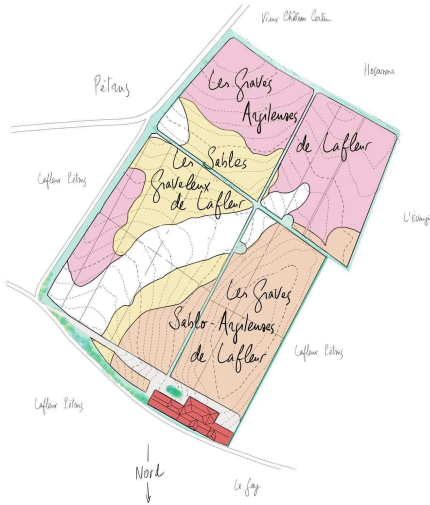 Vieux Château Certan
Hosanna
Pétrus
Les Graves
Argileuses
de Lafleur
Les Sables
Graveleux
de Lafleur
Lafleur Pétrus
L'Evangi
Les Graves
Sablo-Argileuses
de Lafleur
Lafleur Pétrus
Lafleur Pétrus
Nord
Le Gay